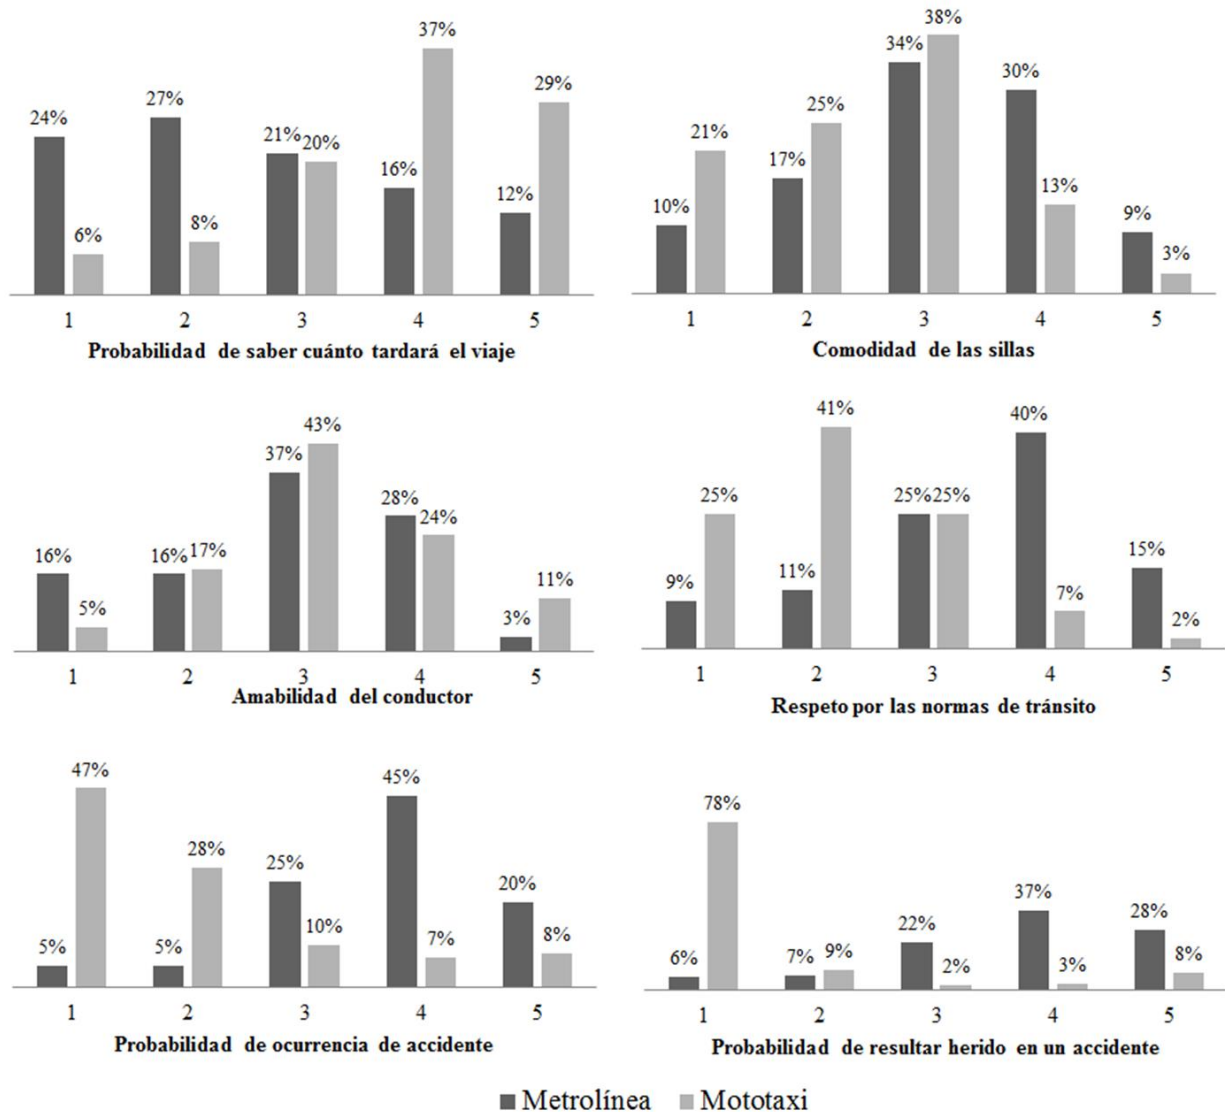 24% 6% 27% 8% 21% 20% 16% 37% 12% 29%
1 2 3 4 5
Probabilidad de saber cuánto tardará el viaje
10% 21% 17% 25% 34% 38% 30% 13% 9% 3%
1 2 3 4 5
Comodidad de las sillas
16% 5% 16% 17% 37% 43% 28% 24% 3% 11%
1 2 3 4 5
Amabilidad del conductor
9% 25% 11% 41% 25% 25% 40% 7% 15% 2%
1 2 3 4 5
Respeto por las normas de tránsito
5% 47% 5% 28% 25% 10% 45% 7% 20% 8%
1 2 3 4 5
Probabilidad de ocurrencia de accidente
6% 78% 7% 9% 22% 2% 37% 3% 28% 8%
1 2 3 4 5
Probabilidad de resultar herido en un accidente
Metrolínea Mototaxi